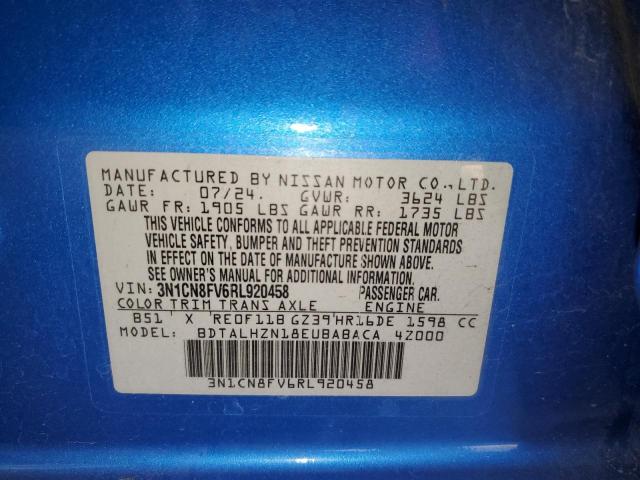 MANUFACTURED BY NISSAN MOTOR CO.,LTD.
DATE: 07/24. GVWR: 3624 LBS
GAWR FR: 1905 LBS GAWR RR: 1735 LBS
THIS VEHICLE CONFORMS TO ALL APPLICABLE FEDERAL MOTOR
VEHICLE SAFETY, BUMPER AND THEFT PREVENTION STANDARDS
IN EFFECT ON THE DATE OF MANUFACTURE SHOWN ABOVE.
SEE OWNER'S MANUAL FOR ADDITIONAL INFORMATION.
VIN: 3N1CN8FV6RL920458 PASSENGER CAR.
COLOR TRIM TRANS AXLE ENGINE
B51 X RE0F11B GZ39 HR16DE 1598 CC
MODEL: BDTALHZN18EUBABACA 4Z000
3N1CN8FV6RL920458